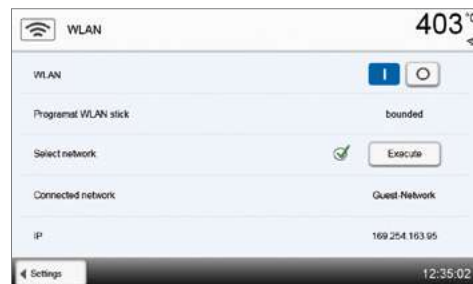 WLAN
403 °C
WLAN
I O
Programat WLAN stick
bounded
Select network
Execute
Connected network
Guest-Network
IP
169.254.163.95
Settings
12:35:02